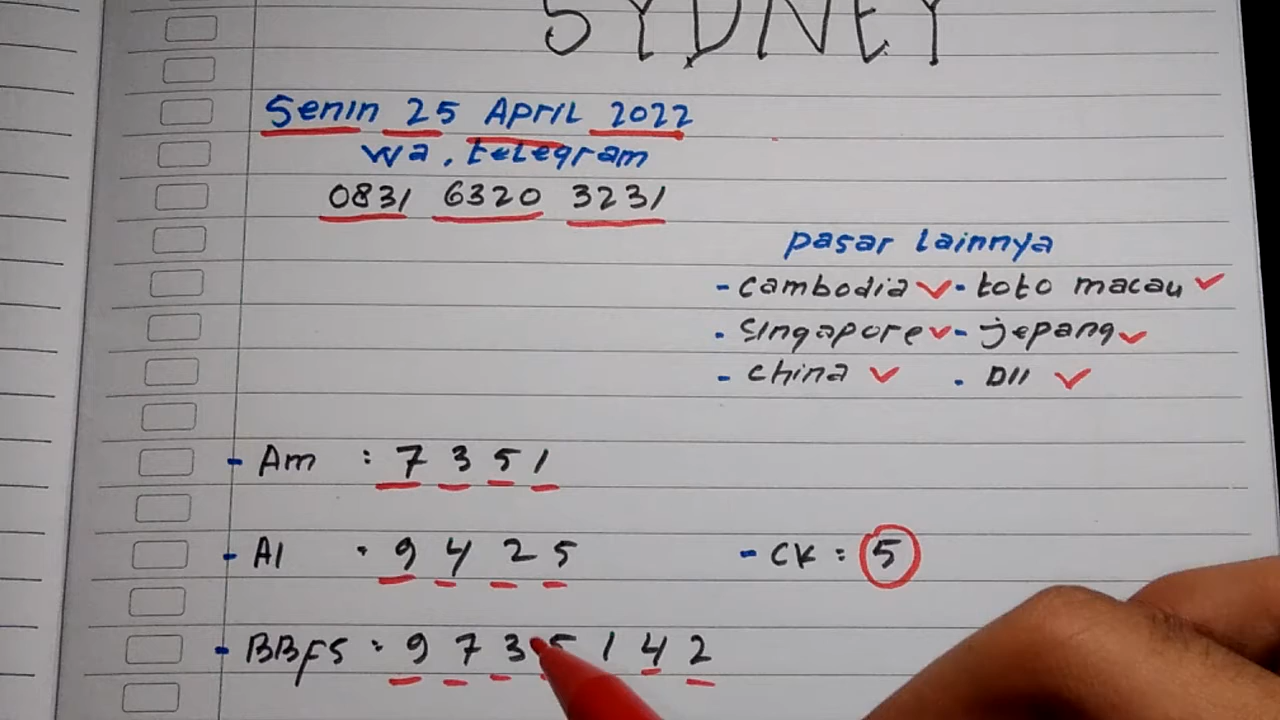 SYDNEY
Senin 25 April 2022
wa, telegram
0831 6320 3231
pasar lainnya
- cambodia - toto macau
- singapore - jepang
- china - Dll
- Am : 7 3 5 1
- AI : 9 4 2 5 - CK : 5
- BBFS : 9 7 3 5 1 4 2